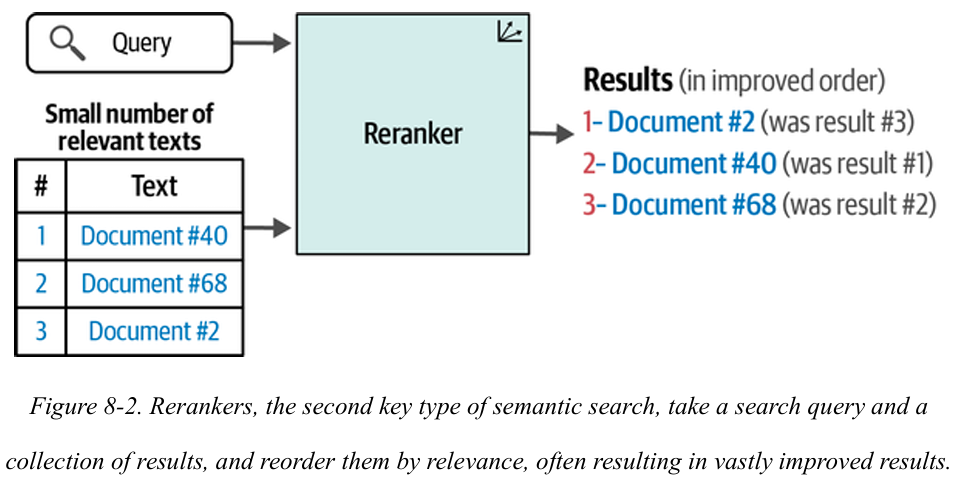 Query
Small number of
relevant texts
# Text
1 Document #40
2 Document #68
3 Document #2
Reranker
Results (in improved order)
1– Document #2 (was result #3)
2– Document #40 (was result #1)
3– Document #68 (was result #2)
Figure 8-2. Rerankers, the second key type of semantic search, take a search query and a
collection of results, and reorder them by relevance, often resulting in vastly improved results.